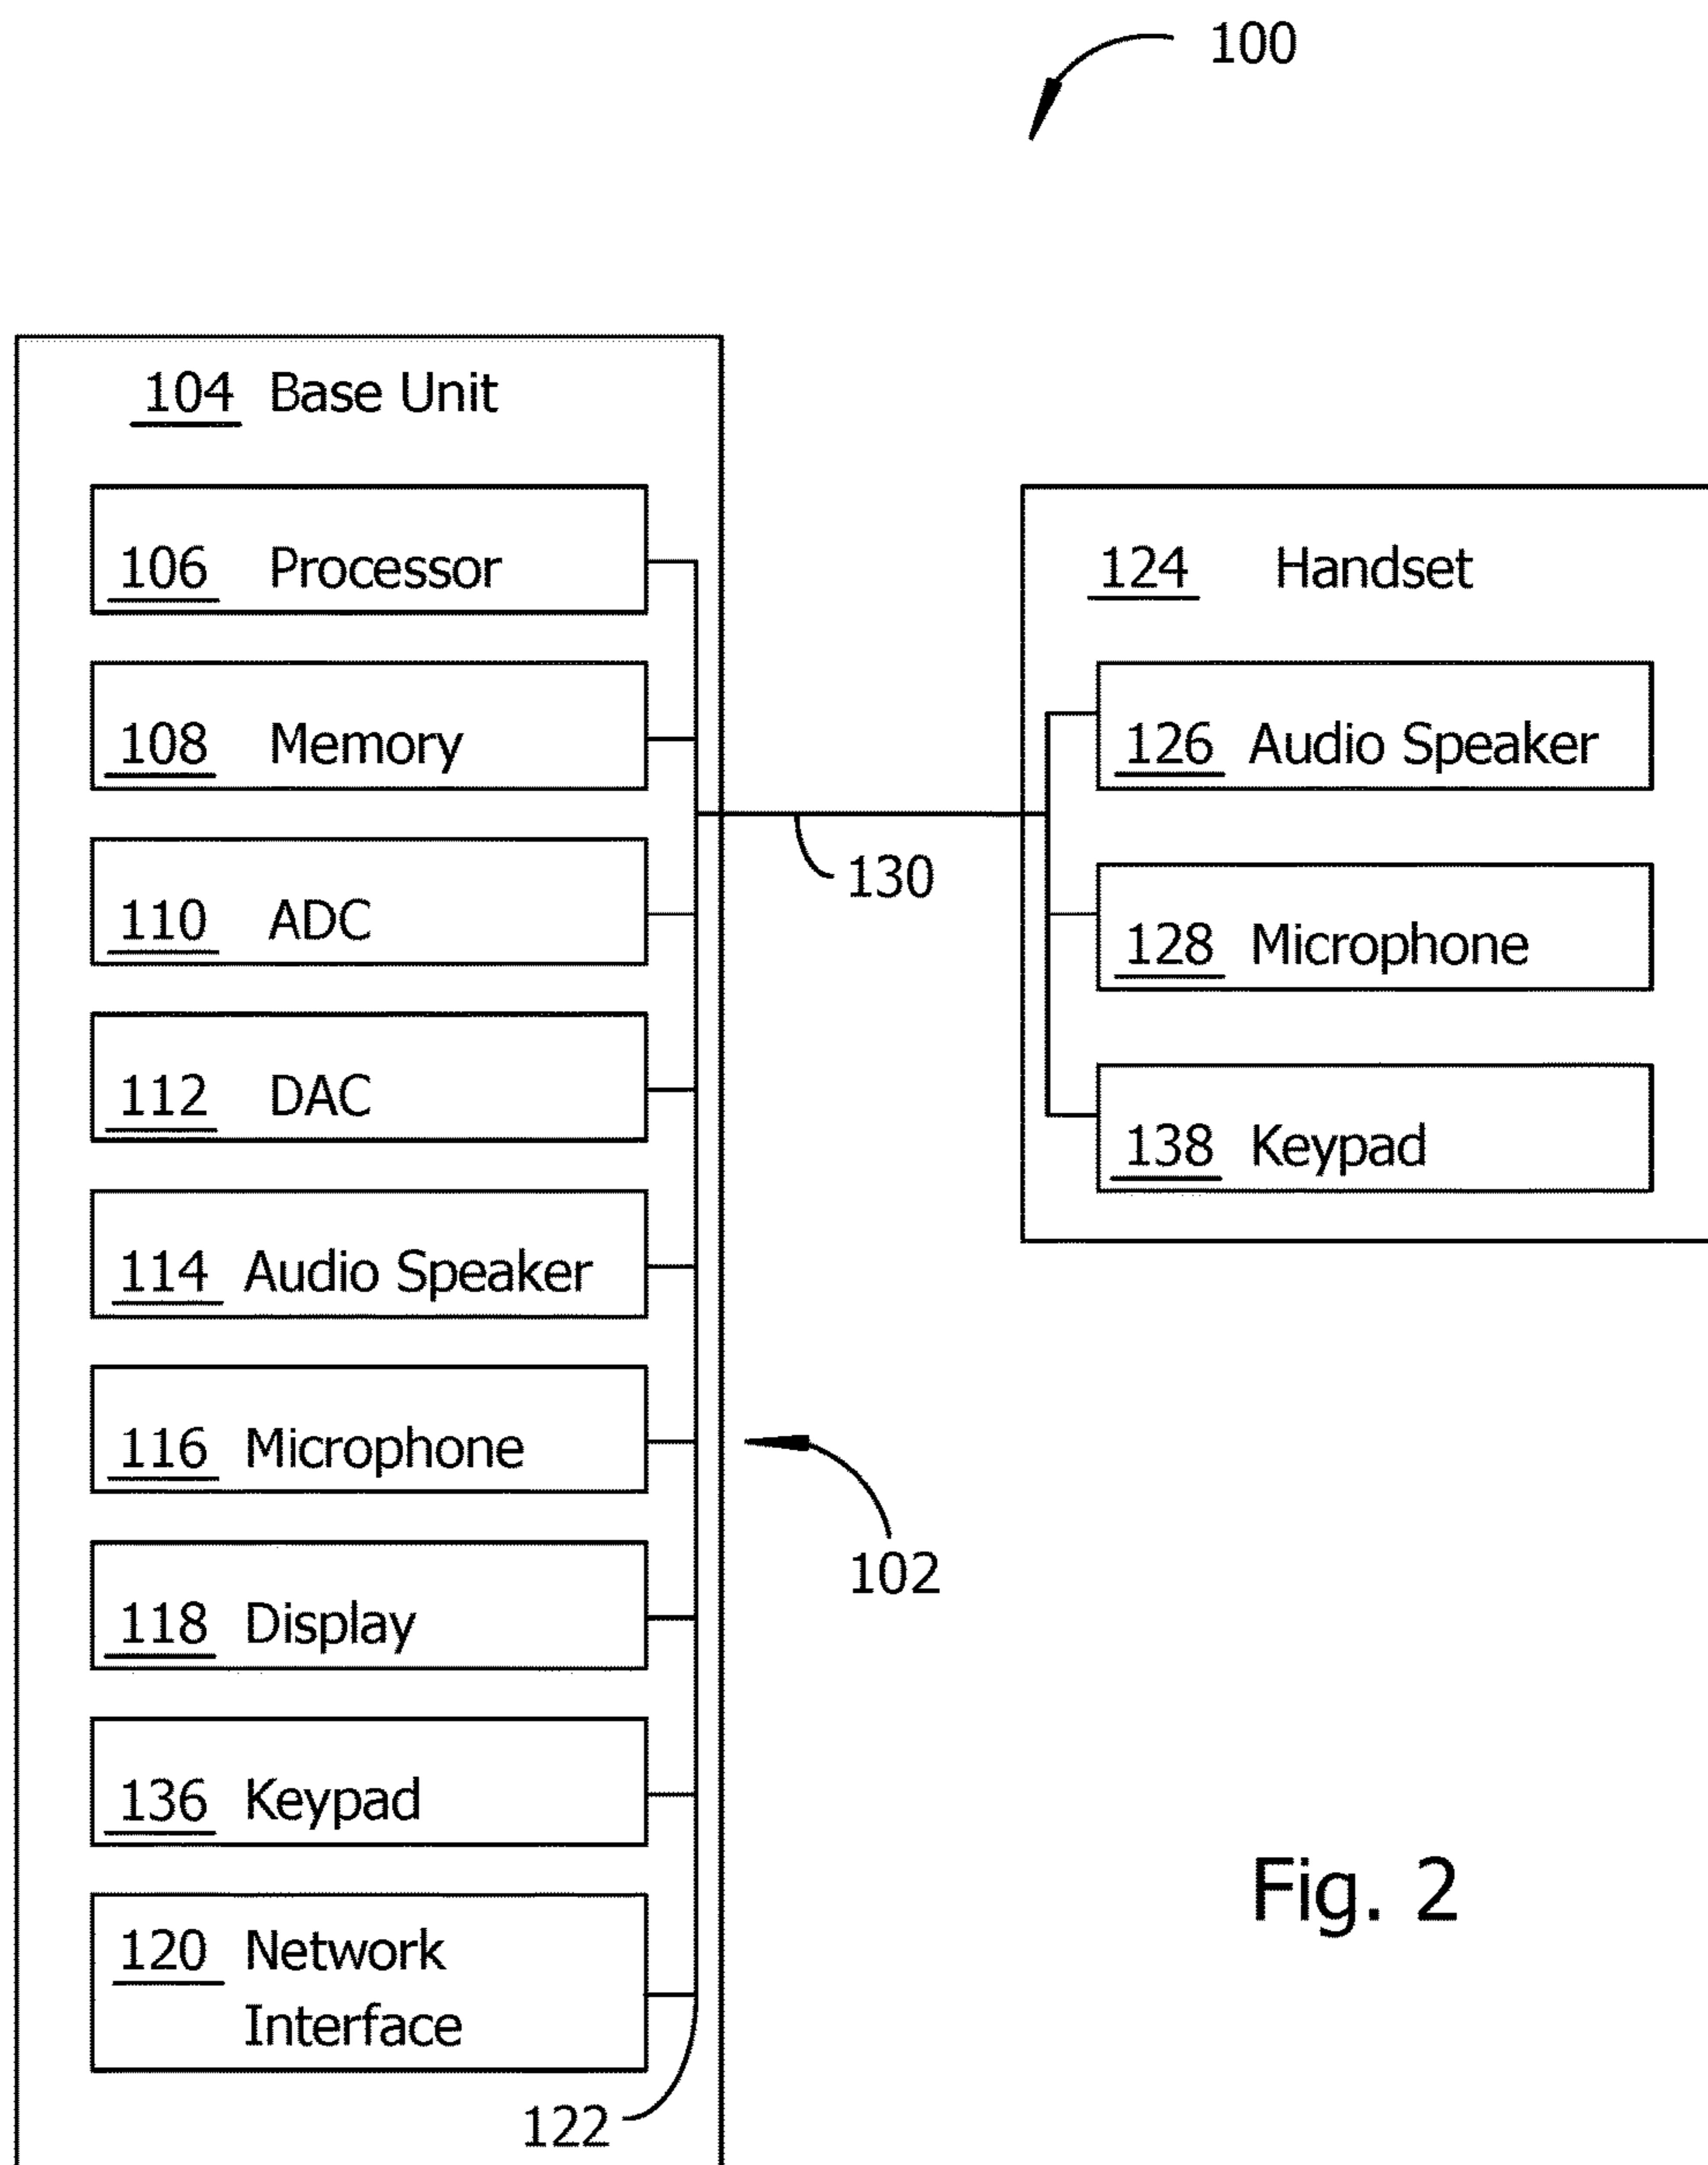 100
104 Base Unit
106 Processor
108 Memory
110 ADC
112 DAC
114 Audio Speaker
116 Microphone
118 Display
136 Keypad
120 Network
Interface
122
130
102
124 Handset
126 Audio Speaker
128 Microphone
138 Keypad
Fig. 2